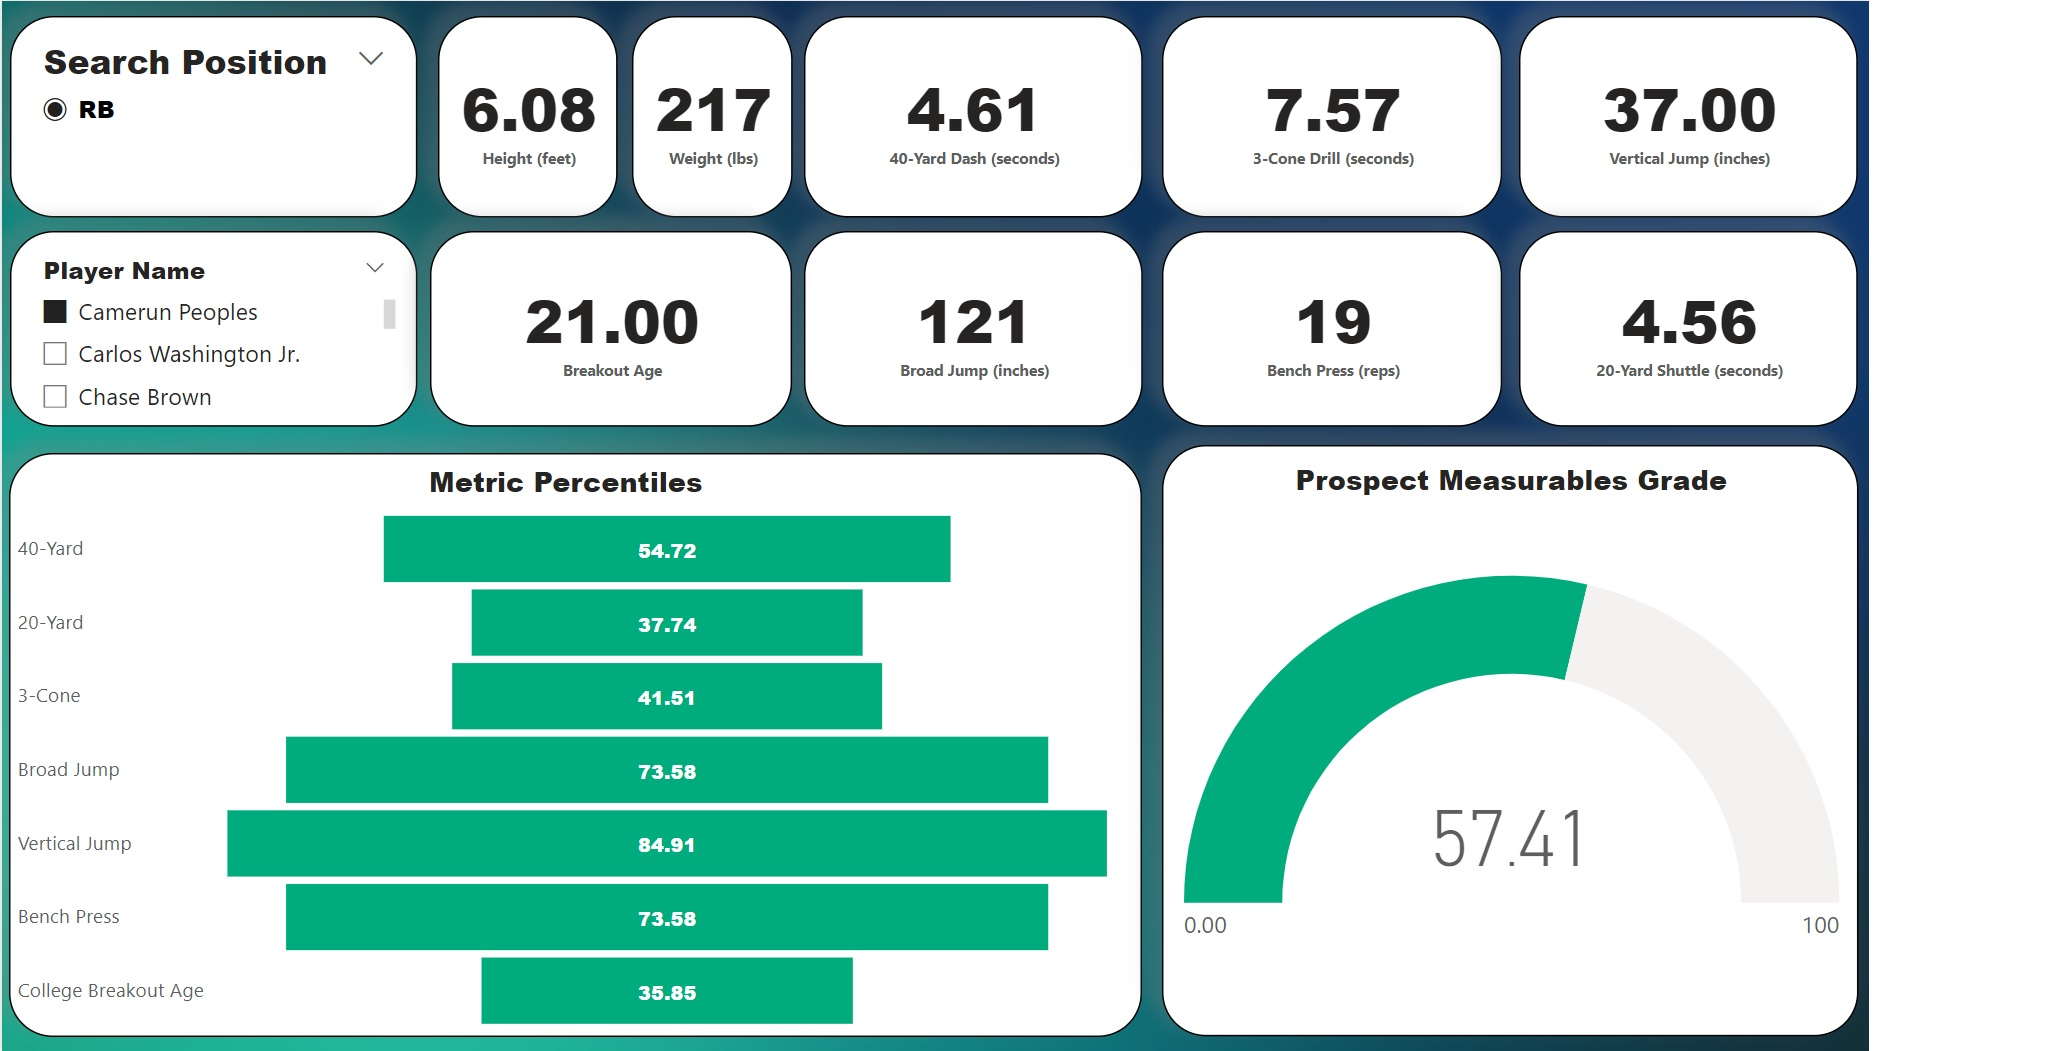 Search Position
RB
6.08
Height (feet)
217
Weight (lbs)
4.61
40-Yard Dash (seconds)
7.57
3-Cone Drill (seconds)
37.00
Vertical Jump (inches)
Player Name
Camerun Peoples
Carlos Washington Jr.
Chase Brown
21.00
Breakout Age
121
Broad Jump (inches)
19
Bench Press (reps)
4.56
20-Yard Shuttle (seconds)
Metric Percentiles
40-Yard 54.72
20-Yard 37.74
3-Cone 41.51
Broad Jump 73.58
Vertical Jump 84.91
Bench Press 73.58
College Breakout Age 35.85
Prospect Measurables Grade
57.41
0.00 100